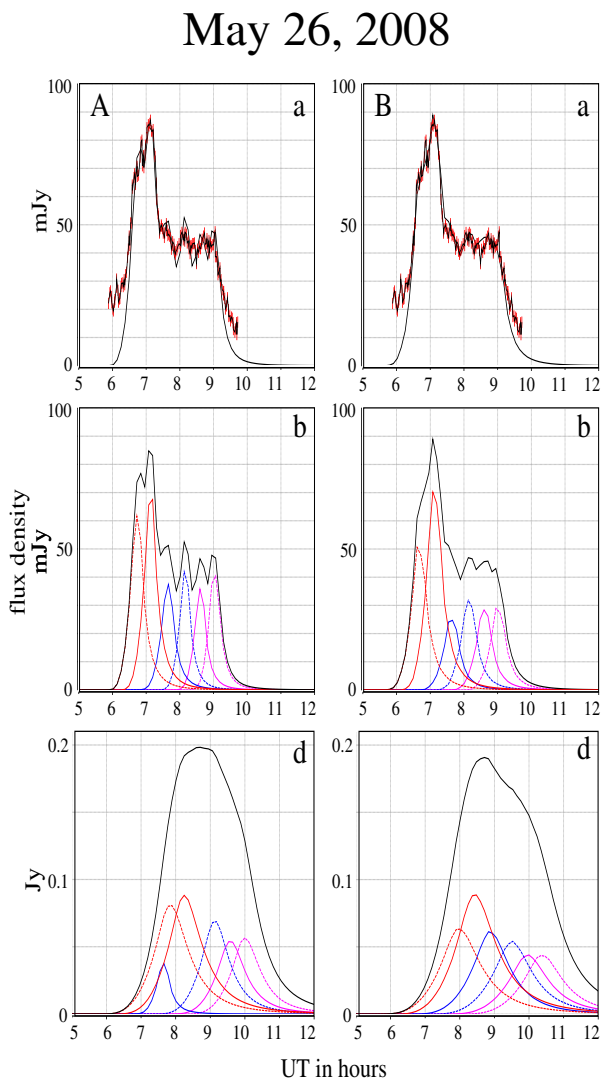 May 26, 2008
100 A a 100 B a
mJy
50 50
0 0
5 6 7 8 9 10 11 12 5 6 7 8 9 10 11 12
100 b 100 b
flux density
mJy
50 50
0 0
5 6 7 8 9 10 11 12 5 6 7 8 9 10 11 12
0.2 d 0.2 d
Jy
0.1 0.1
0 0
5 6 7 8 9 10 11 12 5 6 7 8 9 10 11 12
UT in hours